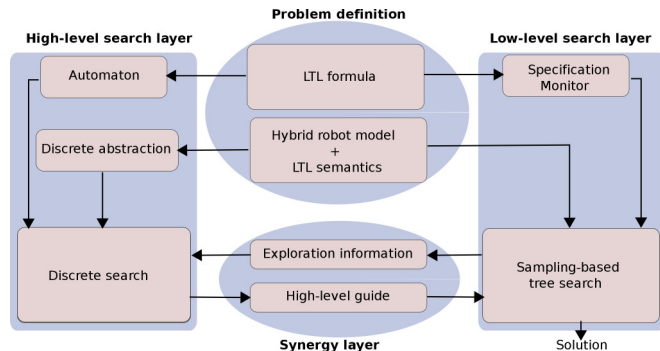 Problem definition
High-level search layer
Low-level search layer
Automaton
LTL formula
Specification
Monitor
Discrete abstraction
Hybrid robot model
+
LTL semantics
Exploration information
Discrete search
Sampling-based
tree search
High-level guide
Synergy layer
Solution